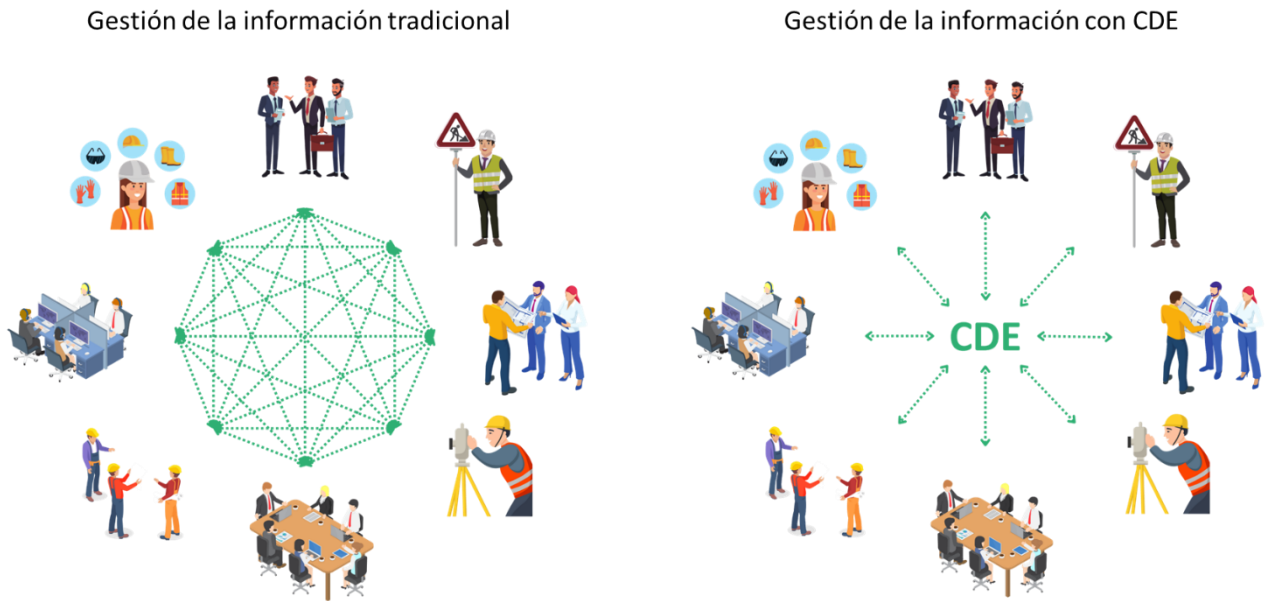 Gestión de la información tradicional
Gestión de la información con CDE
CDE